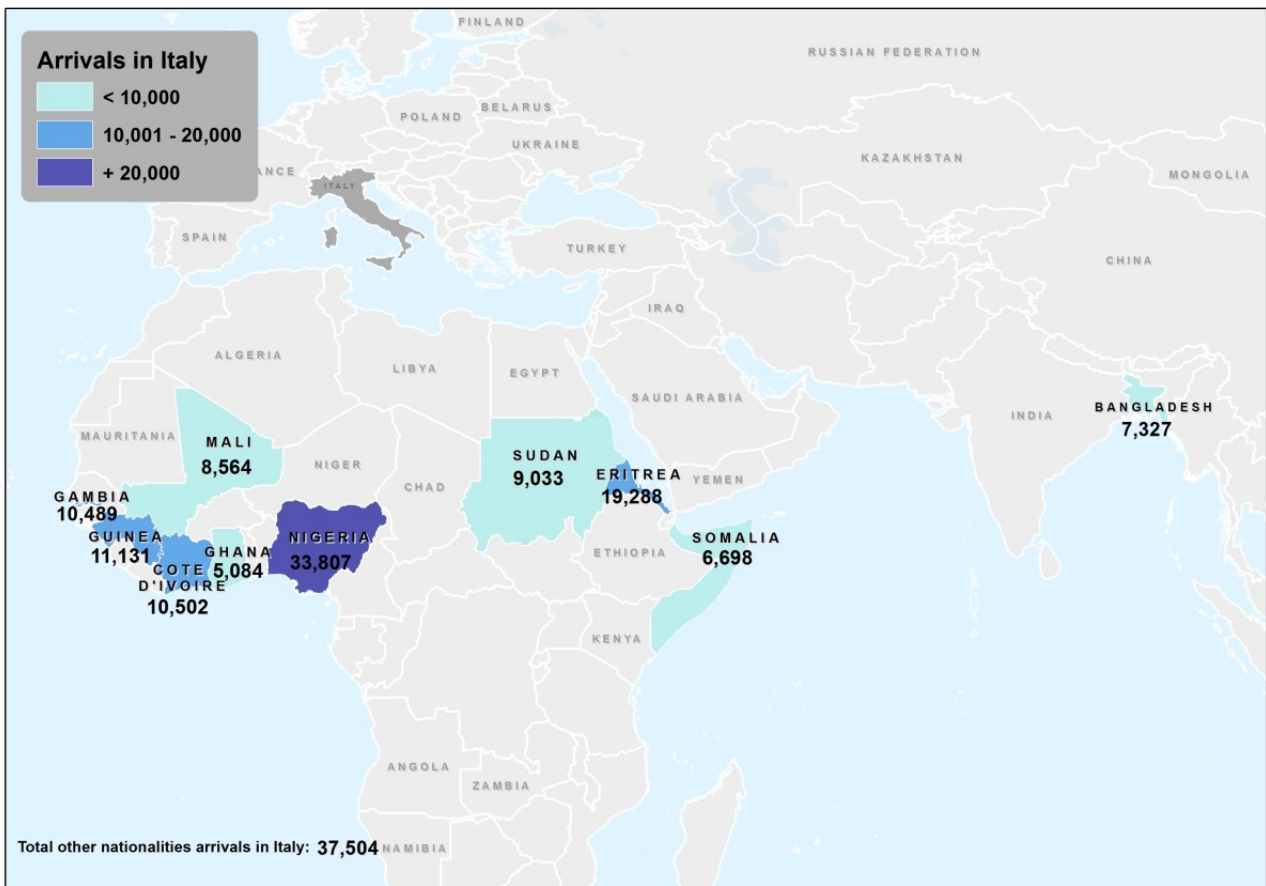 FINLAND
RUSSIAN FEDERATION
Arrivals in Italy
< 10,000
10,001 - 20,000
+ 20,000
BELARUS
POLAND
UKRAINE
KAZAKHSTAN
MONGOLIA
ANCE
ITALY
SPAIN
TURKEY
CHINA
IRAQ
ALGERIA
LIBYA
EGYPT
SAUDI ARABIA
INDIA
BANGLADESH
7,327
MAURITANIA
MALI
8,564
NIGER
CHAD
SUDAN
9,033
ERITREA
19,288
YEMEN
GAMBIA
10,489
GUINEA
11,131
COTE
D'IVOIRE
10,502
GHANA
5,084
NIGERIA
33,807
ETHIOPIA
SOMALIA
6,698
KENYA
ANGOLA
ZAMBIA
Total other nationalities arrivals in Italy: 37,504
NAMIBIA